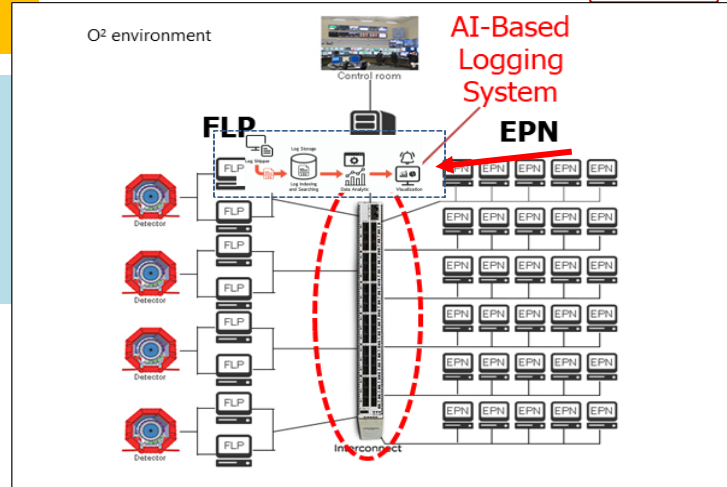 O² environment
AI-Based
Logging
System
Control room
FLP
EPN
Log Shipper
Log Storage
Log Indexing
and Searching
Data Analytic
Visualization
FLP
FLP
FLP
FLP
FLP
FLP
FLP
FLP
Detector
Detector
Detector
Detector
EPN EPN EPN EPN EPN
EPN EPN EPN EPN EPN
EPN EPN EPN EPN EPN
EPN EPN EPN EPN EPN
EPN EPN EPN EPN EPN
EPN EPN EPN EPN EPN
Interconnect